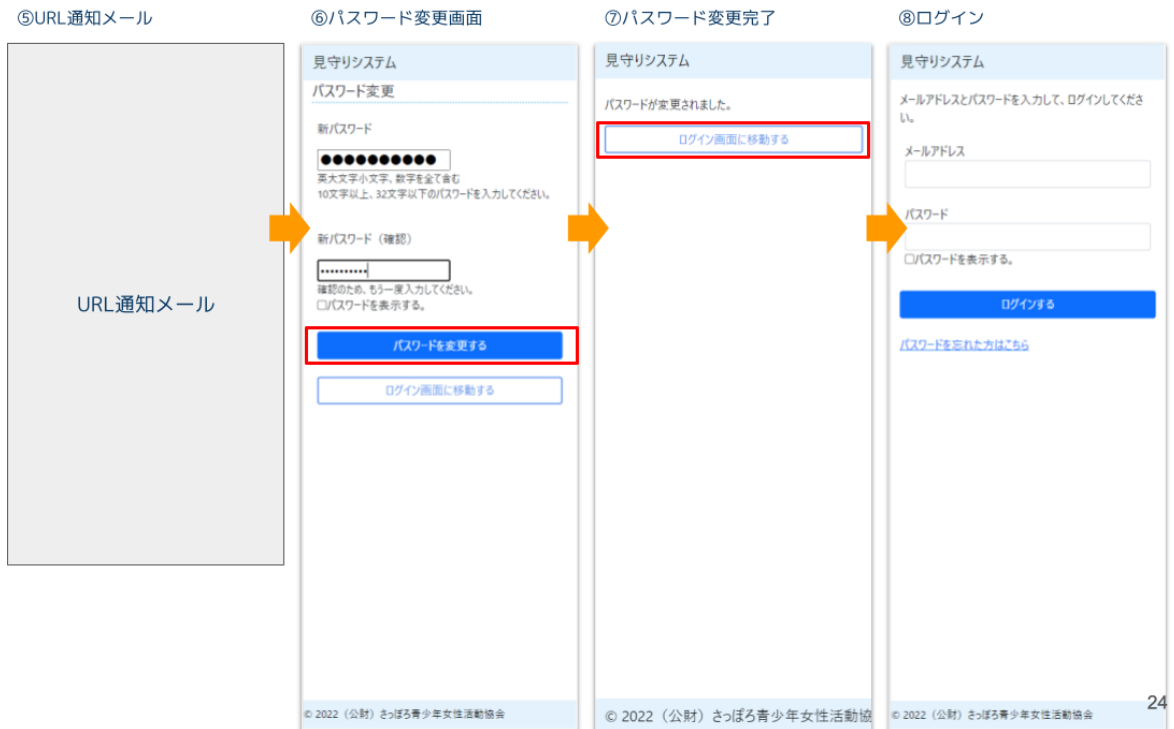 ⑤URL通知メール
URL通知メール
⑥パスワード変更画面
見守りシステム
パスワード変更
新パスワード
英大文字小文字、数字を全て含む
10文字以上、32文字以下のパスワードを入力してください。
新パスワード（確認）
確認のため、もう一度入力してください。
□パスワードを表示する。
パスワードを変更する
ログイン画面に移動する
© 2022（公財）さっぽろ青少年女性活動協会
⑦パスワード変更完了
見守りシステム
パスワードが変更されました。
ログイン画面に移動する
© 2022（公財）さっぽろ青少年女性活動協
⑧ログイン
見守りシステム
メールアドレスとパスワードを入力して、ログインしてくださ
い。
メールアドレス
パスワード
□パスワードを表示する。
ログインする
パスワードを忘れた方はこちら
© 2022（公財）さっぽろ青少年女性活動協会
24